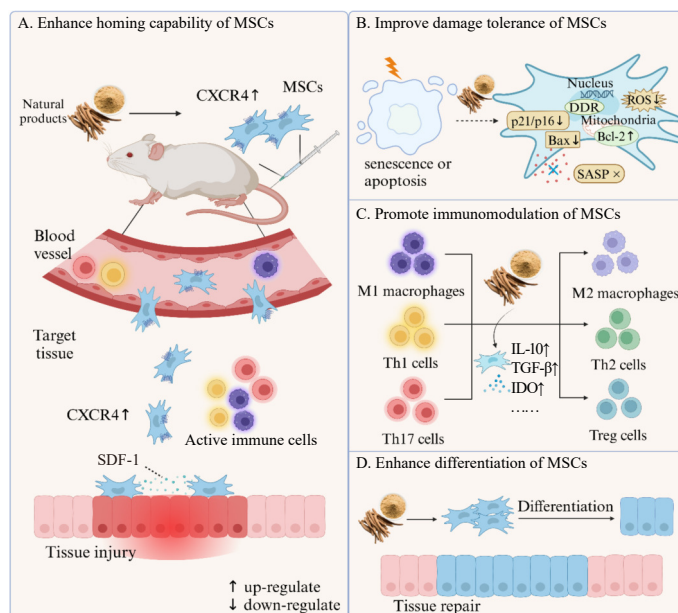 A. Enhance homing capability of MSCs
Natural
products
CXCR4↑
MSCs
Blood
vessel
Target
tissue
CXCR4↑
Active immune cells
SDF-1
Tissue injury
↑ up-regulate
↓ down-regulate
B. Improve damage tolerance of MSCs
senescence or
apoptosis
Nucleus
DDR
ROS↓
p21/p16↓
Mitochondria
Bcl-2↑
Bax↓
SASP ×
C. Promote immunomodulation of MSCs
M1 macrophages
M2 macrophages
Th1 cells
IL-10↑
TGF-β↑
IDO↑
……
Th2 cells
Th17 cells
Treg cells
D. Enhance differentiation of MSCs
Differentiation
Tissue repair